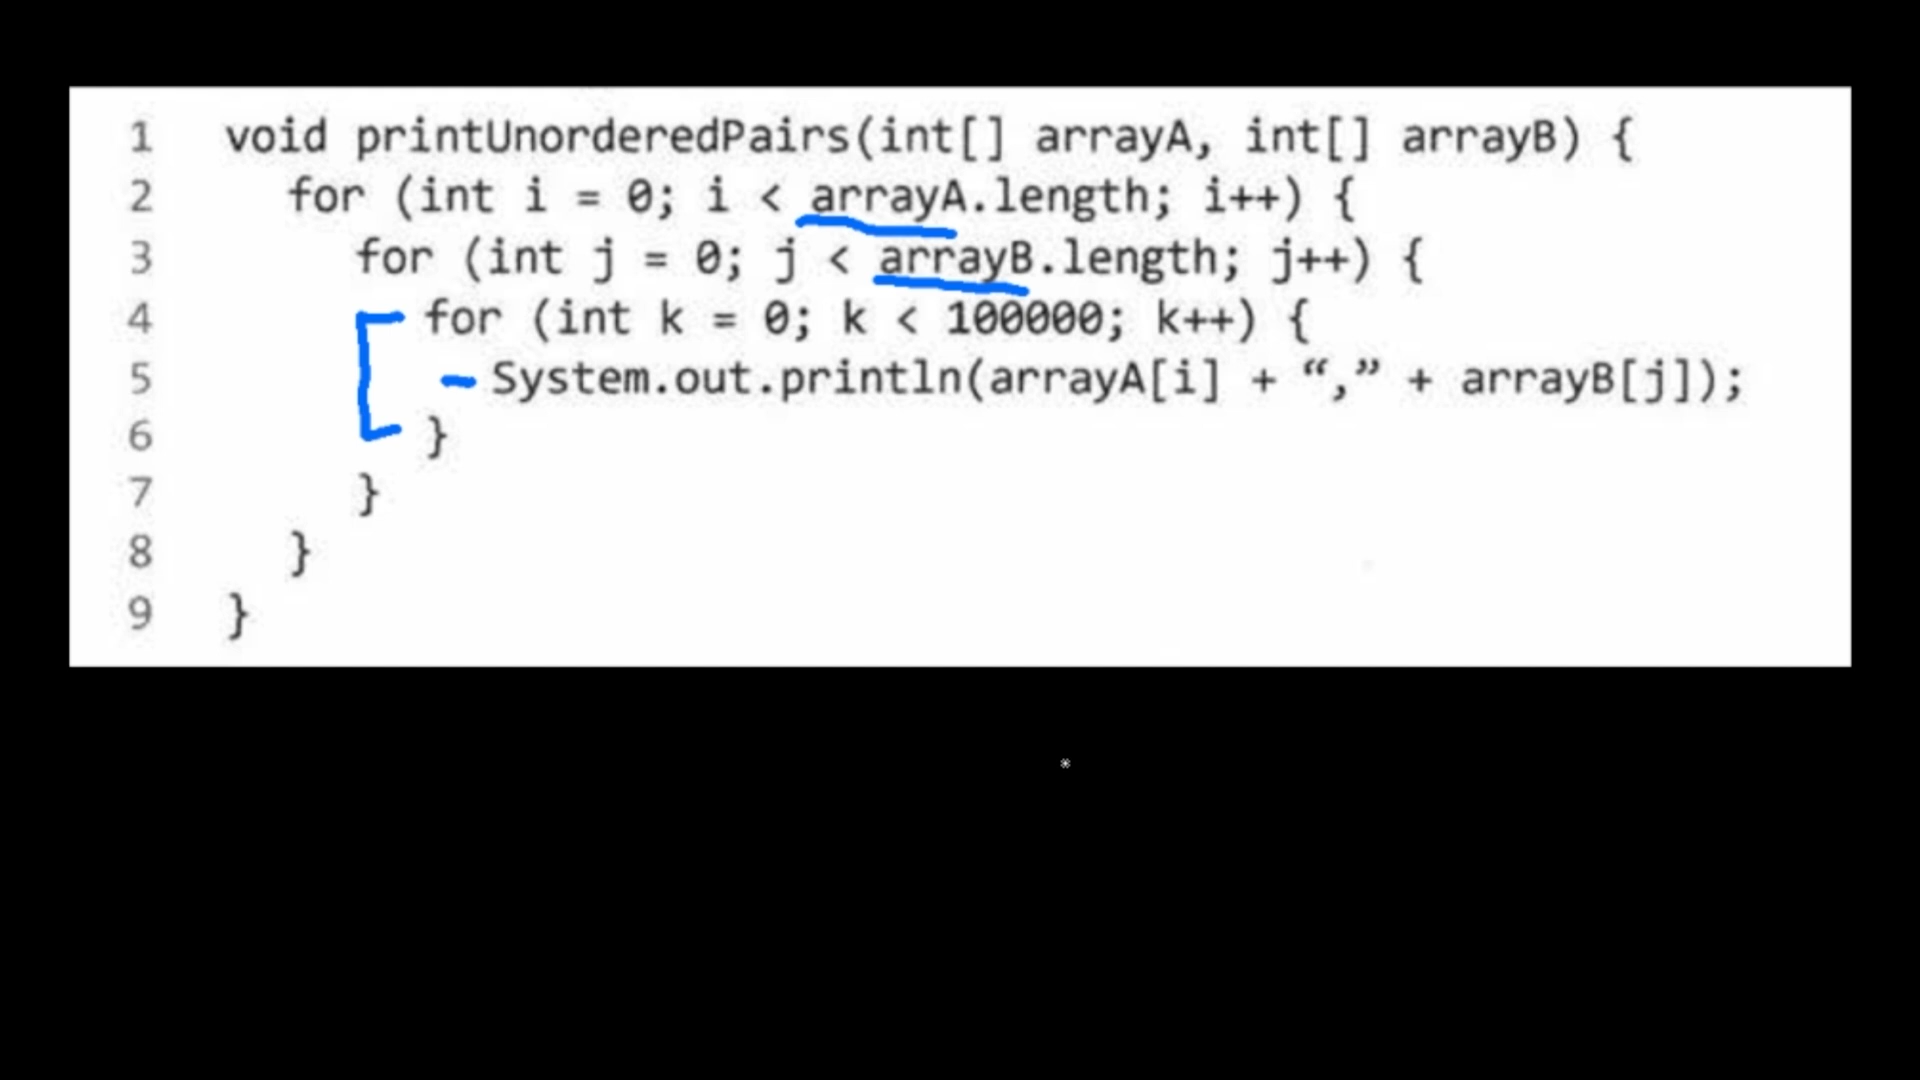 1 void printUnorderedPairs(int[] arrayA, int[] arrayB) {
2 for (int i = 0; i < arrayA.length; i++) {
3 for (int j = 0; j < arrayB.length; j++) {
4 for (int k = 0; k < 100000; k++) {
5 System.out.println(arrayA[i] + “,” + arrayB[j]);
6 }
7 }
8 }
9 }